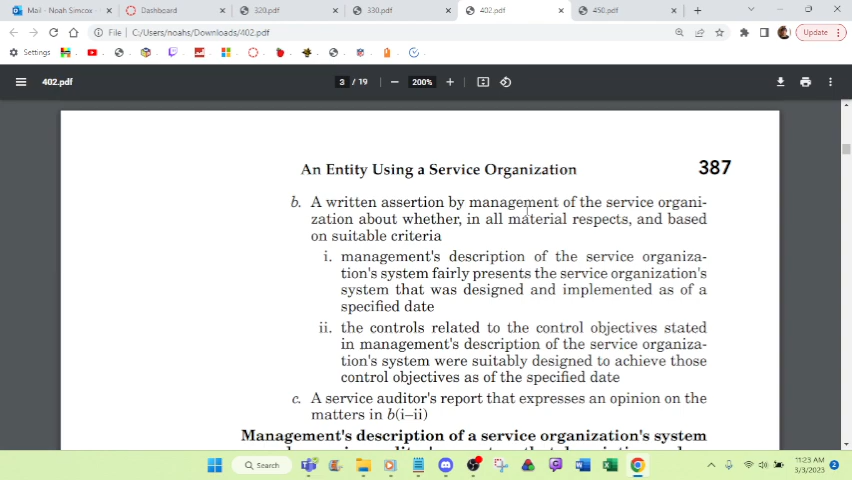 Mail - Noah Simcox
Dashboard
320.pdf
330.pdf
402.pdf
450.pdf
File
C:/Users/noahs/Downloads/402.pdf
Update
Settings
402.pdf
3 / 19
200%
An Entity Using a Service Organization
387
b. A written assertion by management of the service organi-
zation about whether, in all material respects, and based
on suitable criteria
i. management's description of the service organiza-
tion's system fairly presents the service organization's
system that was designed and implemented as of a
specified date
ii. the controls related to the control objectives stated
in management's description of the service organiza-
tion's system were suitably designed to achieve those
control objectives as of the specified date
c. A service auditor's report that expresses an opinion on the
matters in b(i–ii)
Management's description of a service organization's system
Search
11:23 AM
3/3/2023
2